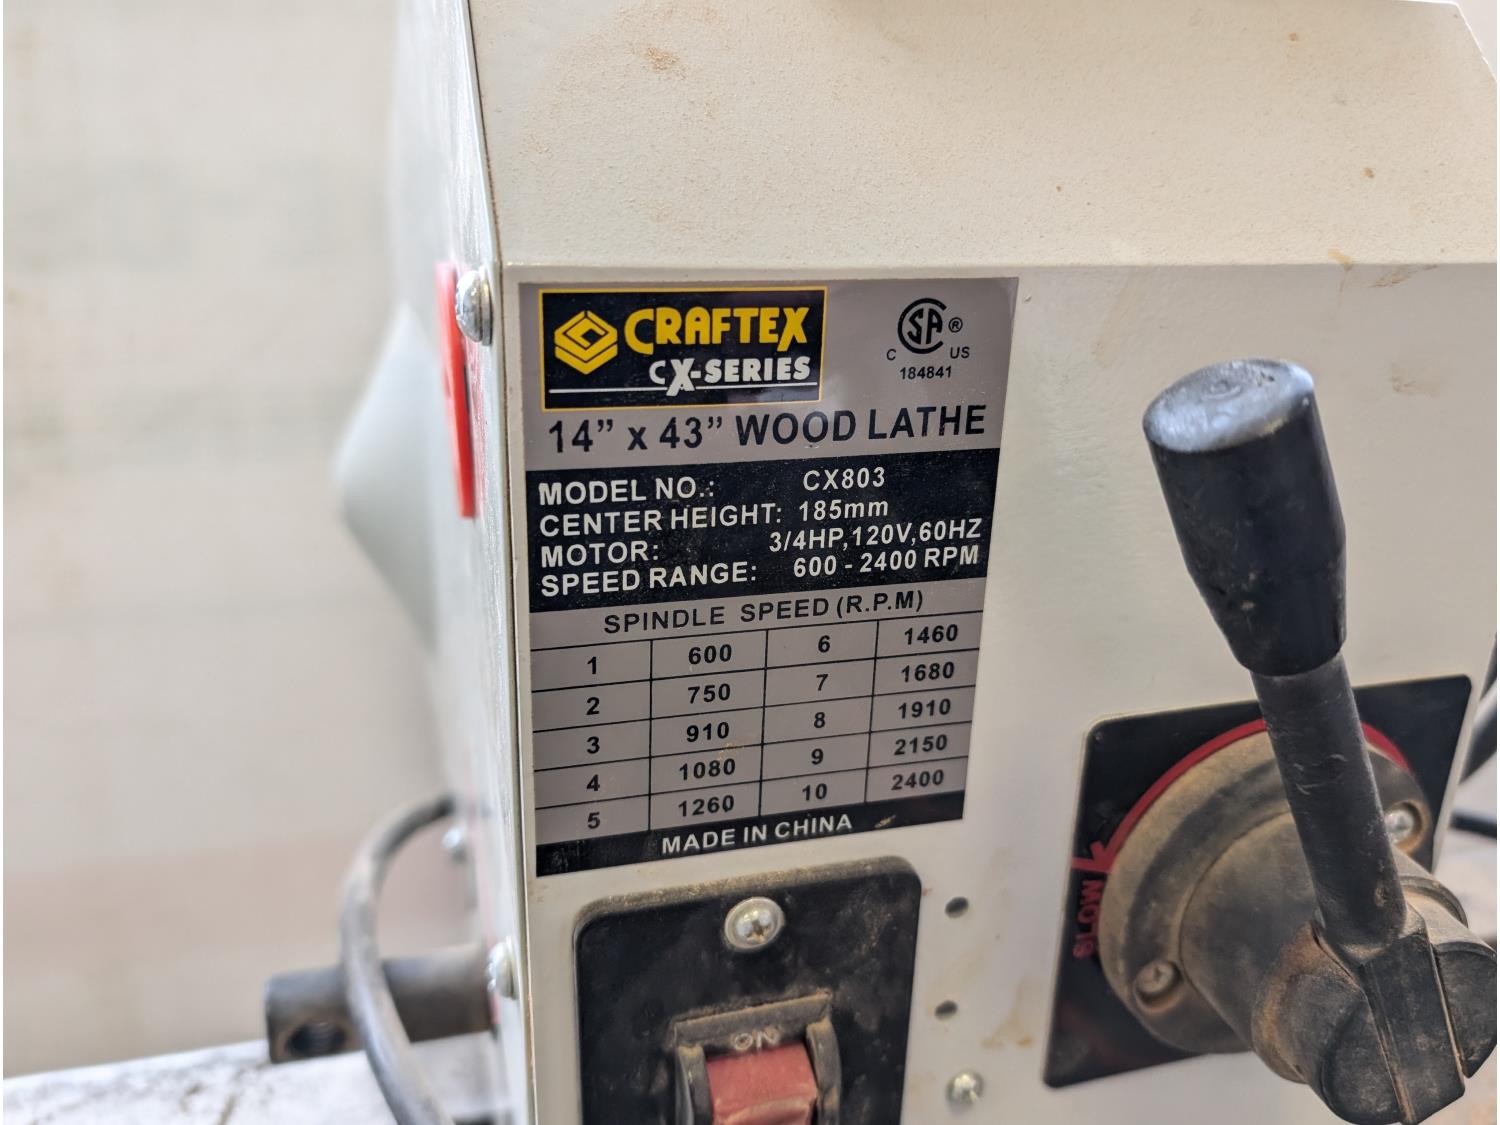 CRAFTEX
CX-SERIES
SA®
C US
184841
14” x 43” WOOD LATHE
MODEL NO.: CX803
CENTER HEIGHT: 185mm
MOTOR: 3/4HP,120V,60HZ
SPEED RANGE: 600 - 2400 RPM
SPINDLE SPEED (R.P.M)
1 600 6 1460
2 750 7 1680
3 910 8 1910
4 1080 9 2150
5 1260 10 2400
MADE IN CHINA
SLOW
ON